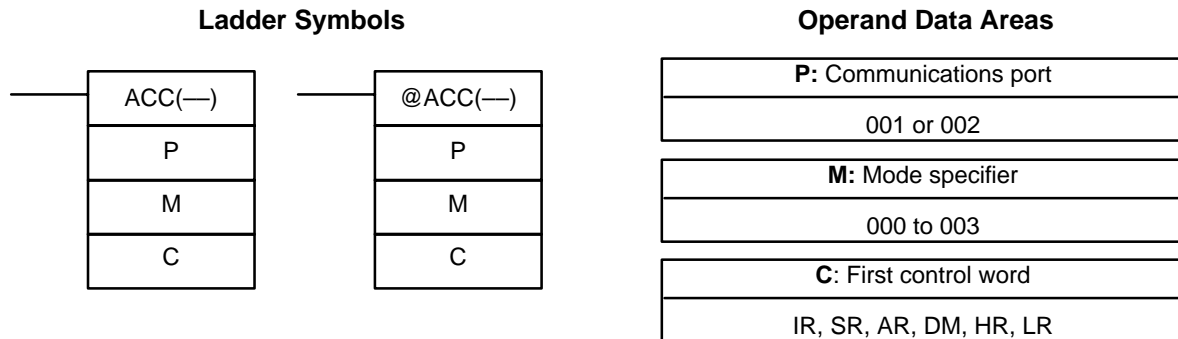 Ladder Symbols
ACC(––)
P
M
C
@ACC(––)
P
M
C
Operand Data Areas
P: Communications port
001 or 002
M: Mode specifier
000 to 003
C: First control word
IR, SR, AR, DM, HR, LR